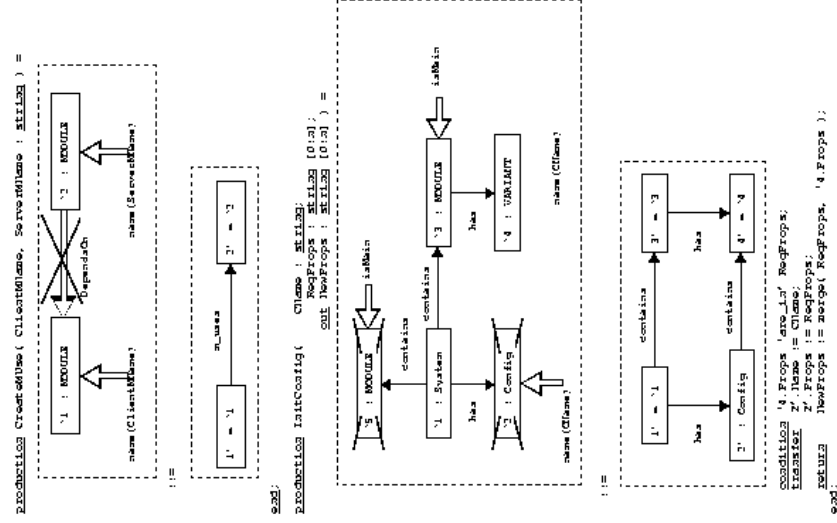 production CreateMUse( ClientMName, ServerMName : string ) =
`1 : MODULE
`2 : MODULE
DependsOn
name(ClientMName)
name(ServerMName)
::=
1' = `1
m_uses
2' = `2
end;
production InitConfig( CName : string;
ReqProps : string [0:n];
out NewProps : string [0:n] ) =
`5 : MODULE
isMain
`3 : MODULE
isMain
contains
contains
`1 : System
has
has
`2 : Config
`4 : VARIANT
name(CName)
name(CName)
::=
1' = `1
contains
3' = `3
has
has
2' : Config
contains
4' = `4
condition `4.Props 'are_in' ReqProps;
transfer 2'.Name := CName;
2'.Props := ReqProps;
return NewProps := merge( ReqProps, `4.Props );
end;